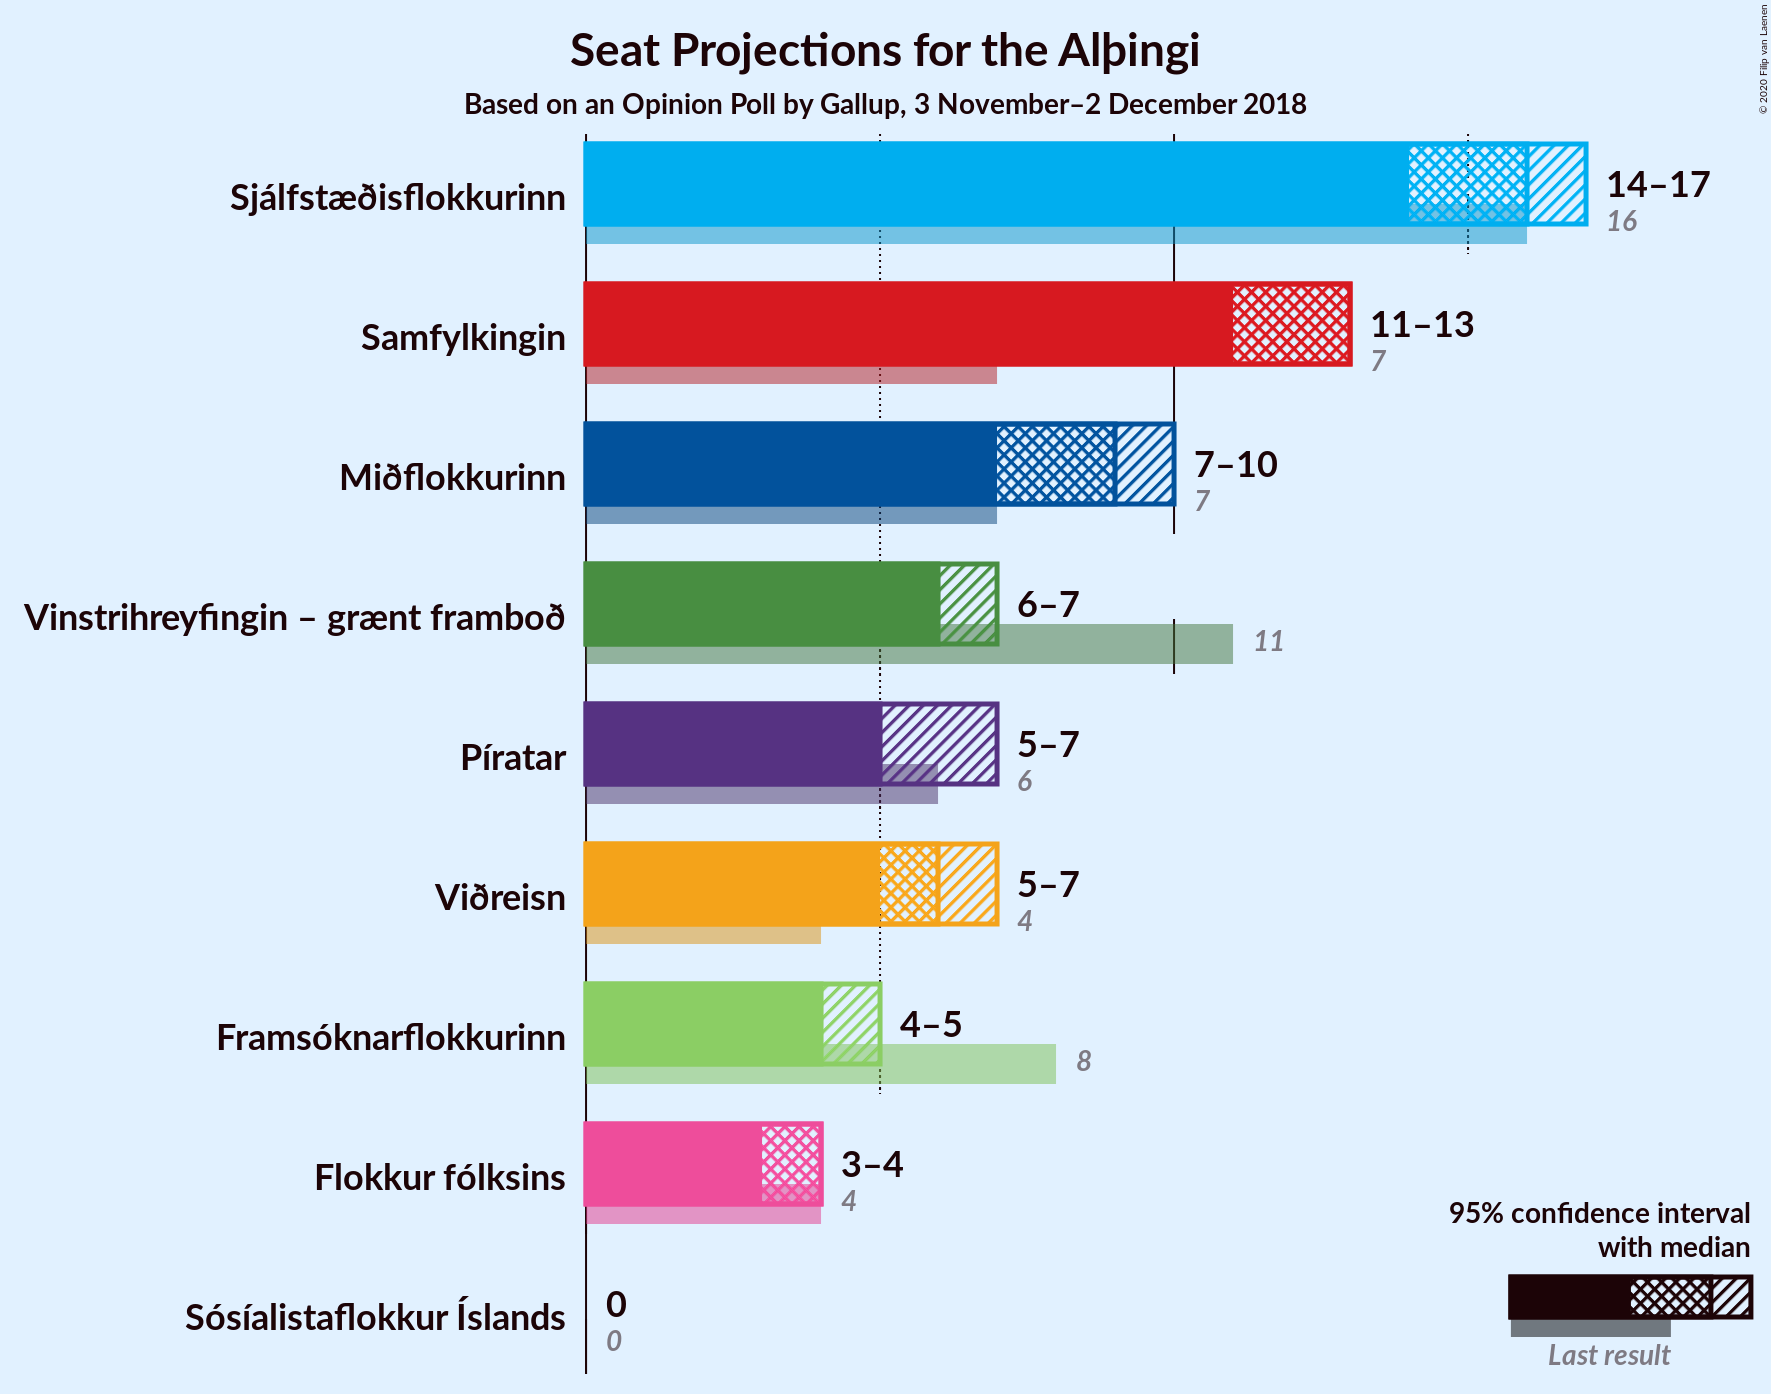 Seat Projections for the Alþingi
Based on an Opinion Poll by Gallup, 3 November–2 December 2018
© 2020 Filip van Laenen
Sjálfstæðisflokkurinn
14–17
16
Samfylkingin
11–13
7
Miðflokkurinn
7–10
7
Vinstrihreyfingin – grænt framboð
6–7
11
Píratar
5–7
6
Viðreisn
5–7
4
Framsóknarflokkurinn
4–5
8
Flokkur fólksins
3–4
4
Sósíalistaflokkur Íslands
0
0
95% confidence interval
with median
Last result